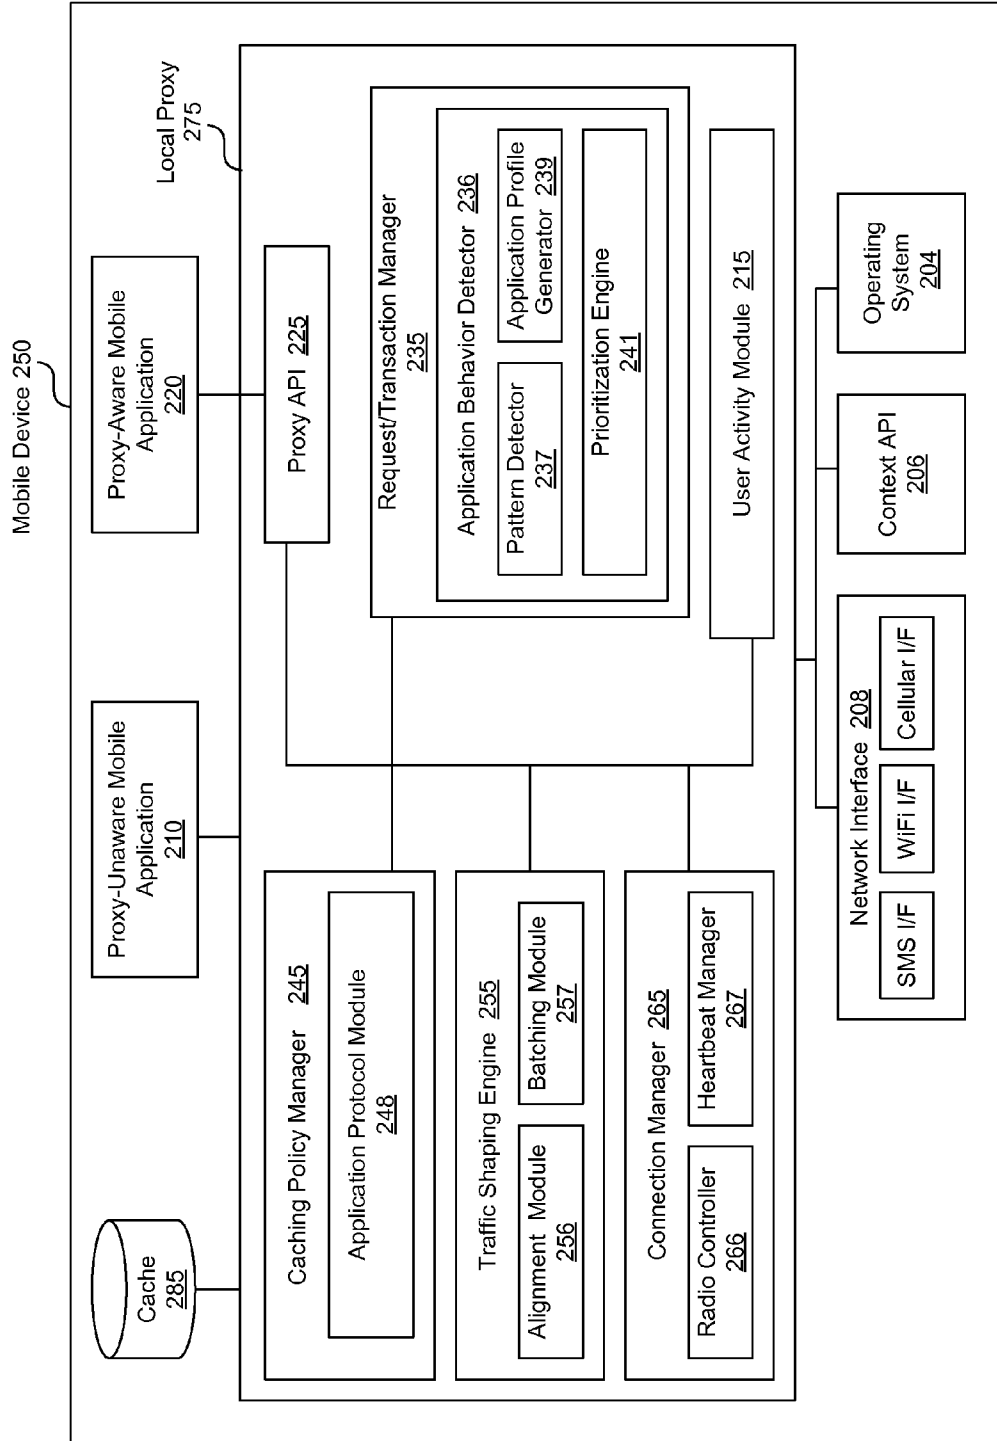 Mobile Device 250
Cache
285
Proxy-Unaware Mobile
Application
210
Proxy-Aware Mobile
Application
220
Local Proxy
275
Caching Policy Manager 245
Application Protocol Module
248
Traffic Shaping Engine 255
Alignment Module
256
Batching Module
257
Connection Manager 265
Radio Controller
266
Heartbeat Manager
267
Proxy API 225
Request/Transaction Manager
235
Application Behavior Detector 236
Pattern Detector
237
Application Profile
Generator 239
Prioritization Engine
241
User Activity Module 215
Network Interface 208
SMS I/F
WiFi I/F
Cellular I/F
Context API
206
Operating
System
204